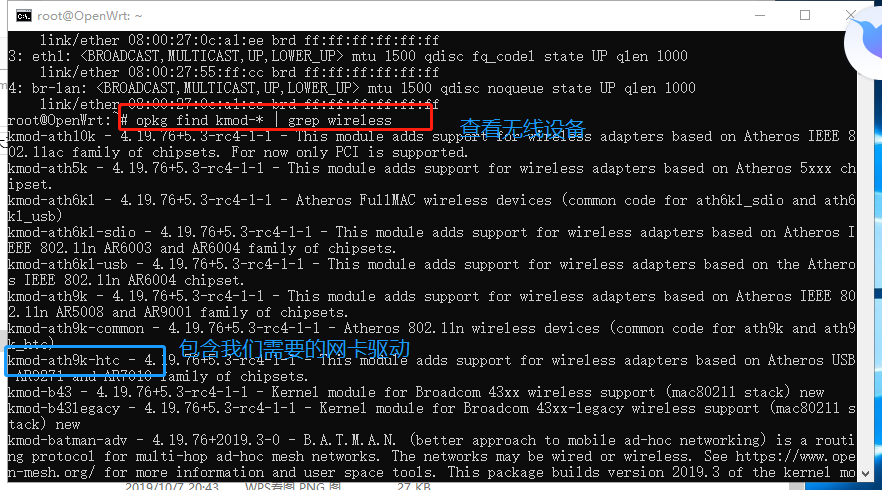 root@OpenWrt: ~
link/ether 08:00:27:0c:a1:ee brd ff:ff:ff:ff:ff:ff
3: eth1: <BROADCAST,MULTICAST,UP,LOWER_UP> mtu 1500 qdisc fq_codel state UP qlen 1000
link/ether 08:00:27:55:ff:cc brd ff:ff:ff:ff:ff:ff
4: br-lan: <BROADCAST,MULTICAST,UP,LOWER_UP> mtu 1500 qdisc noqueue state UP qlen 1000
link/ether 08:00:27:0c:a1:ee brd ff:ff:ff:ff:ff:ff
root@OpenWrt: # opkg find kmod-* | grep wireless
查看无线设备
kmod-ath10k - 4.19.76+5.3-rc4-1-1 - This module adds support for wireless adapters based on Atheros IEEE 8
02.11ac family of chipsets. For now only PCI is supported.
kmod-ath5k - 4.19.76+5.3-rc4-1-1 - This module adds support for wireless adapters based on Atheros 5xxx ch
ipset.
kmod-ath6kl - 4.19.76+5.3-rc4-1-1 - Atheros FullMAC wireless devices (common code for ath6kl_sdio and ath6
kl_usb)
kmod-ath6kl-sdio - 4.19.76+5.3-rc4-1-1 - This module adds support for wireless adapters based on Atheros I
EEE 802.11n AR6003 and AR6004 family of chipsets.
kmod-ath6kl-usb - 4.19.76+5.3-rc4-1-1 - This module adds support for wireless adapters based on the Athero
s IEEE 802.11n AR6004 chipset.
kmod-ath9k - 4.19.76+5.3-rc4-1-1 - This module adds support for wireless adapters based on Atheros IEEE 80
2.11n AR5008 and AR9001 family of chipsets.
kmod-ath9k-common - 4.19.76+5.3-rc4-1-1 - Atheros 802.11n wireless devices (common code for ath9k and ath9
k_htc)
包含我们需要的网卡驱动
kmod-ath9k-htc - 4.19.76+5.3-rc4-1-1 - This module adds support for wireless adapters based on Atheros USB
AR9271 and AR7010 family of chipsets.
kmod-b43 - 4.19.76+5.3-rc4-1-1 - Kernel module for Broadcom 43xx wireless support (mac80211 stack) new
kmod-b43legacy - 4.19.76+5.3-rc4-1-1 - Kernel module for Broadcom 43xx-legacy wireless support (mac80211 s
tack) new
kmod-batman-adv - 4.19.76+2019.3-0 - B.A.T.M.A.N. (better approach to mobile ad-hoc networking) is a routi
ng protocol for multi-hop ad-hoc mesh networks. The networks may be wired or wireless. See https://www.ope
n-mesh.org/ for more information and user space tools. This package builds version 2019.3 of the kernel mo
2019/10/7 20:43 WPS看图 PNG 图 27 KB